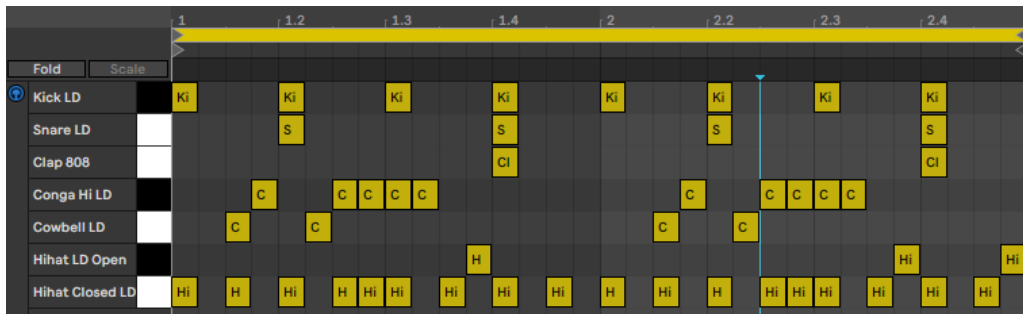 1 1.2 1.3 1.4 2 2.2 2.3 2.4
Fold Scale
Kick LD Ki Ki Ki Ki Ki Ki Ki Ki
Snare LD S S S S
Clap 808 Cl Cl
Conga Hi LD C C C C C C C C C C
Cowbell LD C C C C
Hihat LD Open H Hi Hi
Hihat Closed LD Hi H Hi H Hi Hi Hi Hi Hi H Hi H Hi Hi Hi Hi Hi Hi